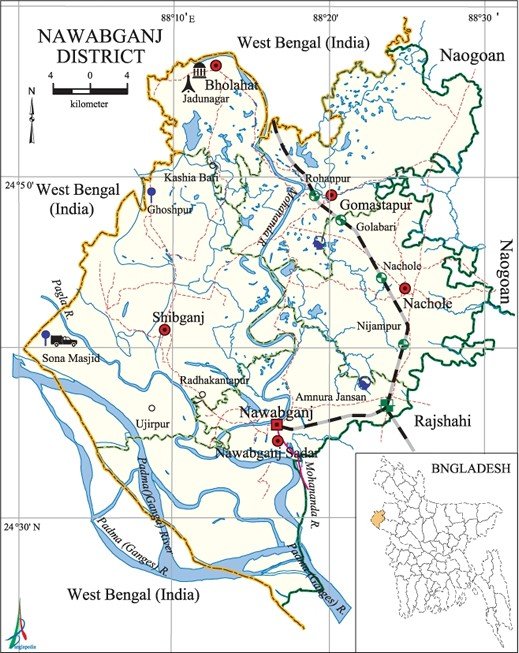 88°10' E
88°20'
88°30'
NAWABGANJ
DISTRICT
West Bengal (India)
Naogoan
4 0 4
kilometer
Bholahat
Jadunagar
Rohanpur
24°50'
Kashia Bari
West Bengal
(India)
Ghoshpur
Mohananda R.
Gomastapur
Golabari
Naogoan
Nachole
Nachole
Pagla R.
Shibganj
Nijampur
Sona Masjid
Radhakantapur
Amnura Jansan
Ujirpur
Nawabganj
Rajshahi
Nawabganj Sadar
BNGLADESH
Mohananda R.
Padma(Ganga) River
24°30' N
Padma (Ganges) R.
Padma(Ganges) R.
West Bengal (India)
Banglapedia